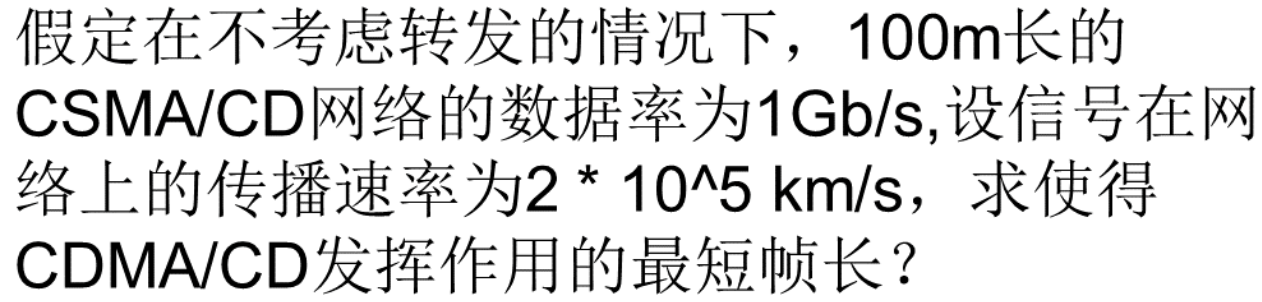 假定在不考虑转发的情况下，100m长的
CSMA/CD网络的数据率为1Gb/s,设信号在网
络上的传播速率为2 * 10^5 km/s，求使得
CDMA/CD发挥作用的最短帧长？